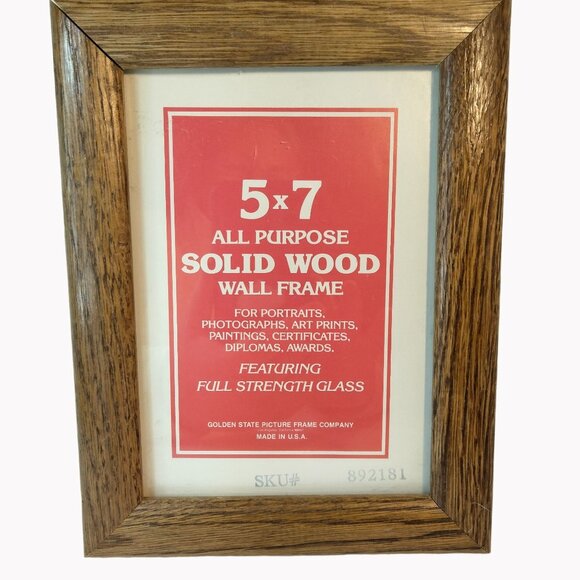 5x7
ALL PURPOSE
SOLID WOOD
WALL FRAME
FOR PORTRAITS,
PHOTOGRAPHS, ART PRINTS,
PAINTINGS, CERTIFICATES,
DIPLOMAS, AWARDS.
FEATURING
FULL STRENGTH GLASS
GOLDEN STATE PICTURE FRAME COMPANY
MADE IN U.S.A.
SKU# 892181